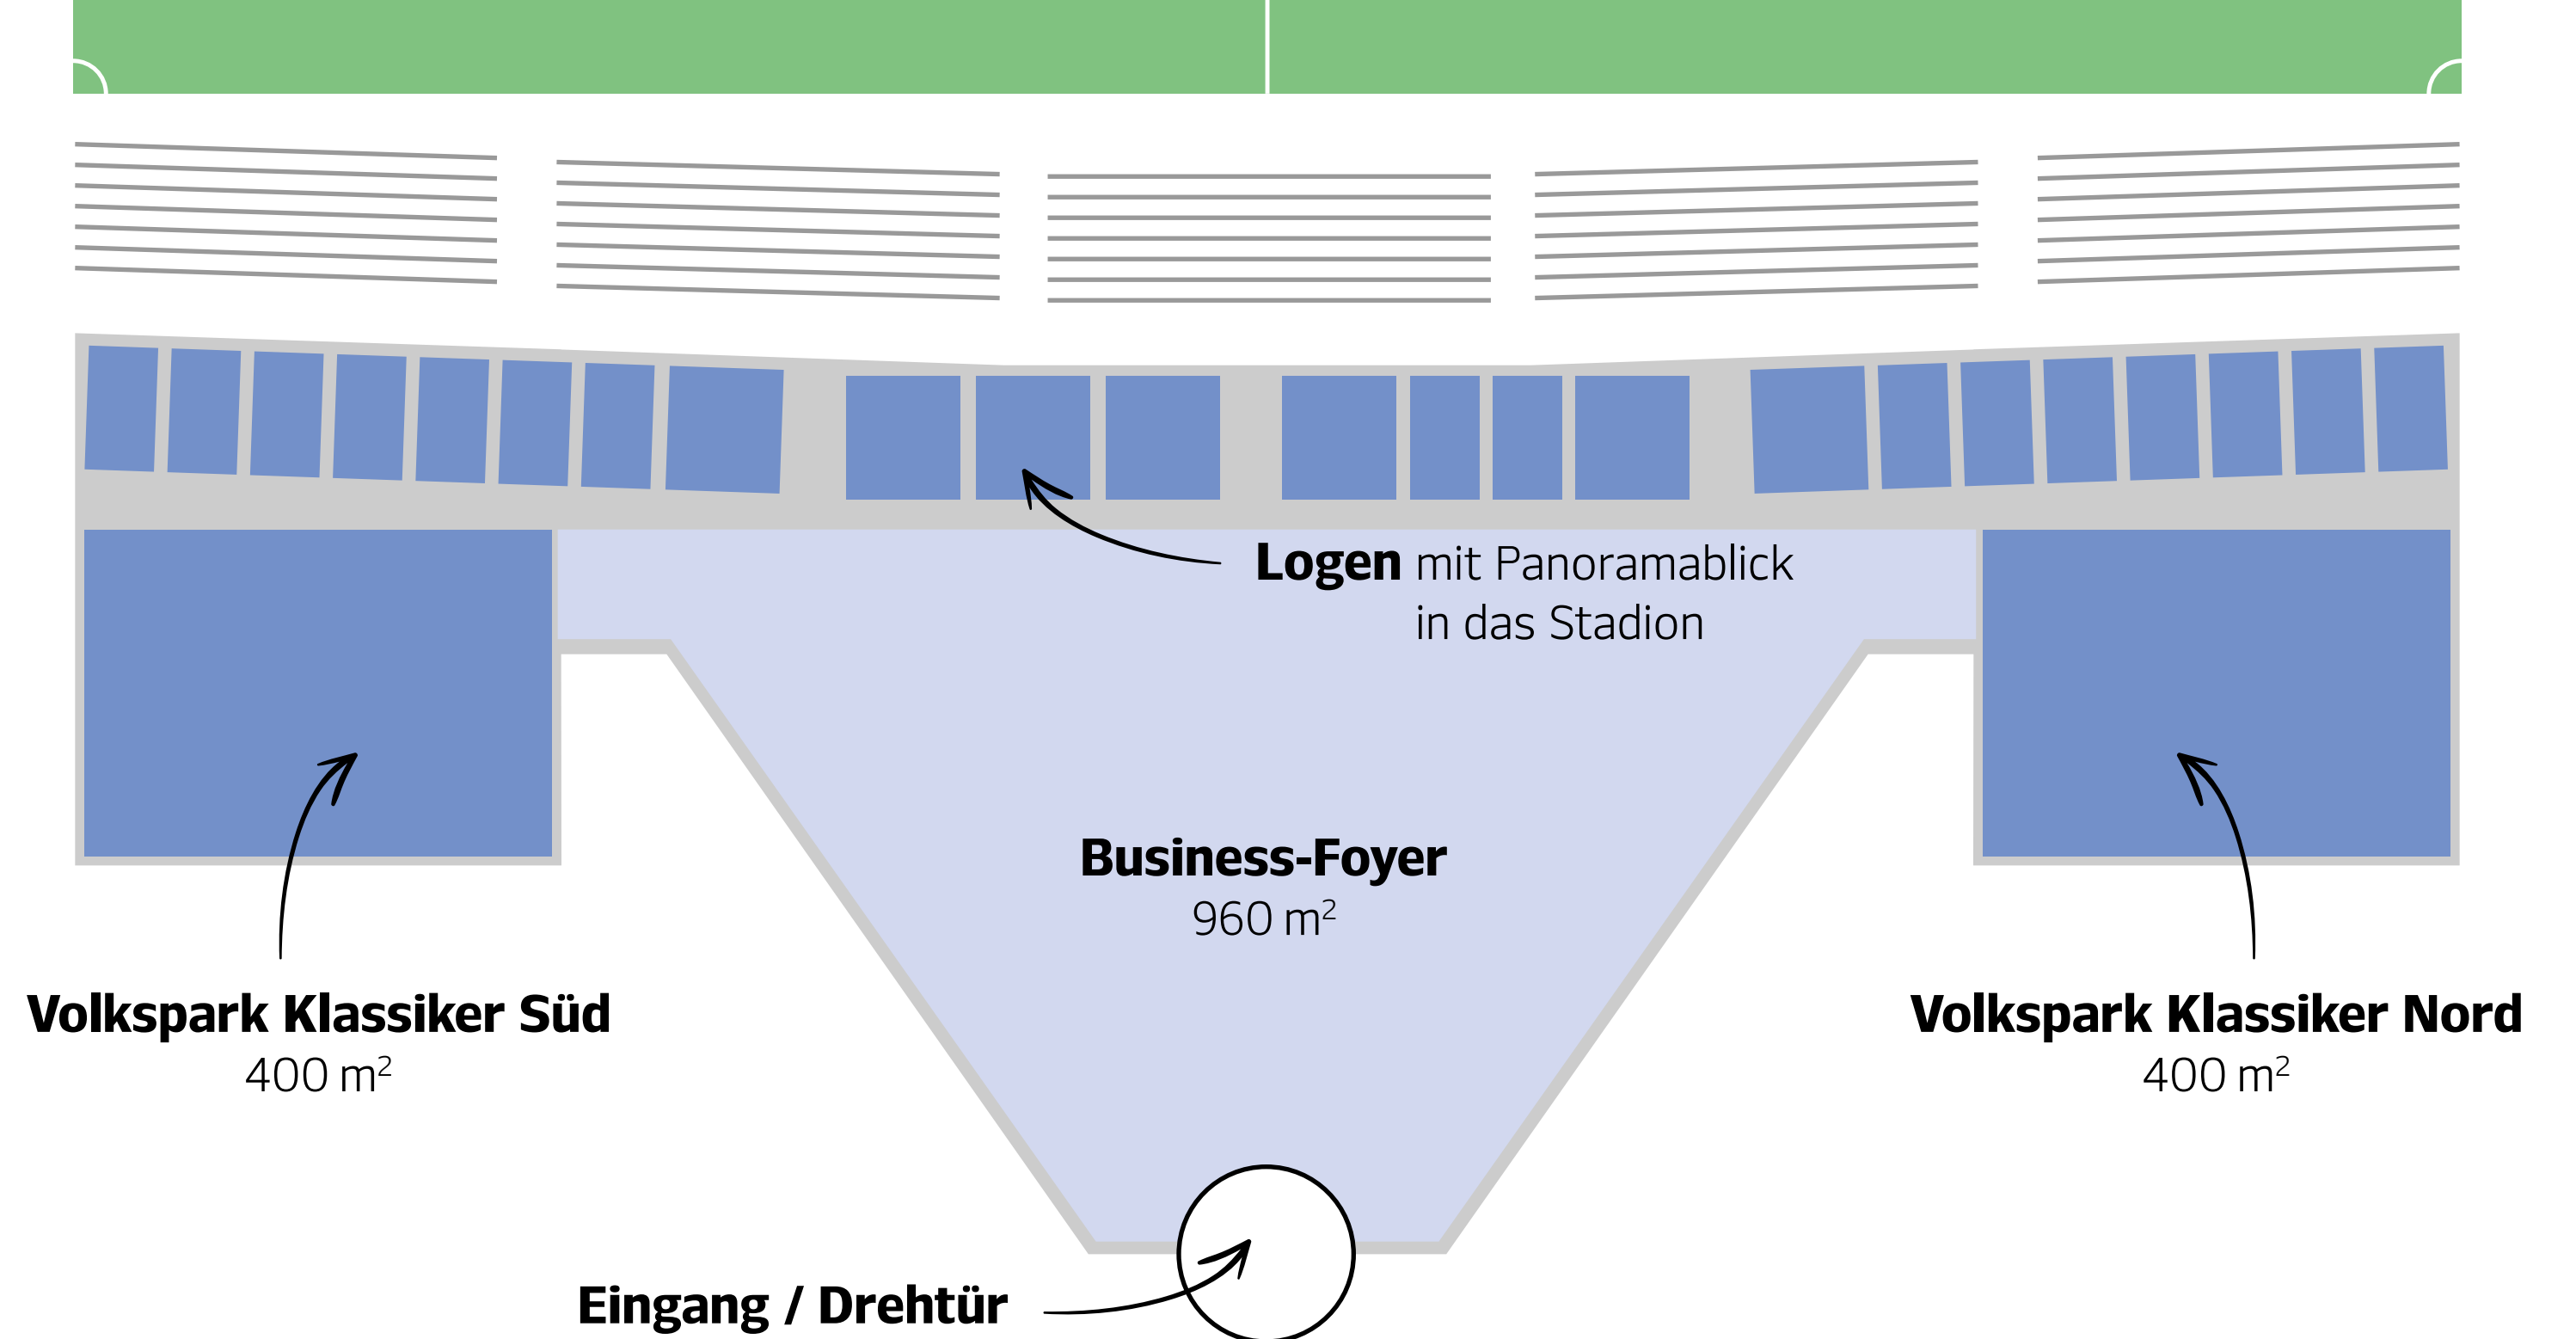 Logen mit Panoramablick
in das Stadion
Business-Foyer
960 m²
Volkspark Klassiker Süd
400 m²
Volkspark Klassiker Nord
400 m²
Eingang / Drehtür